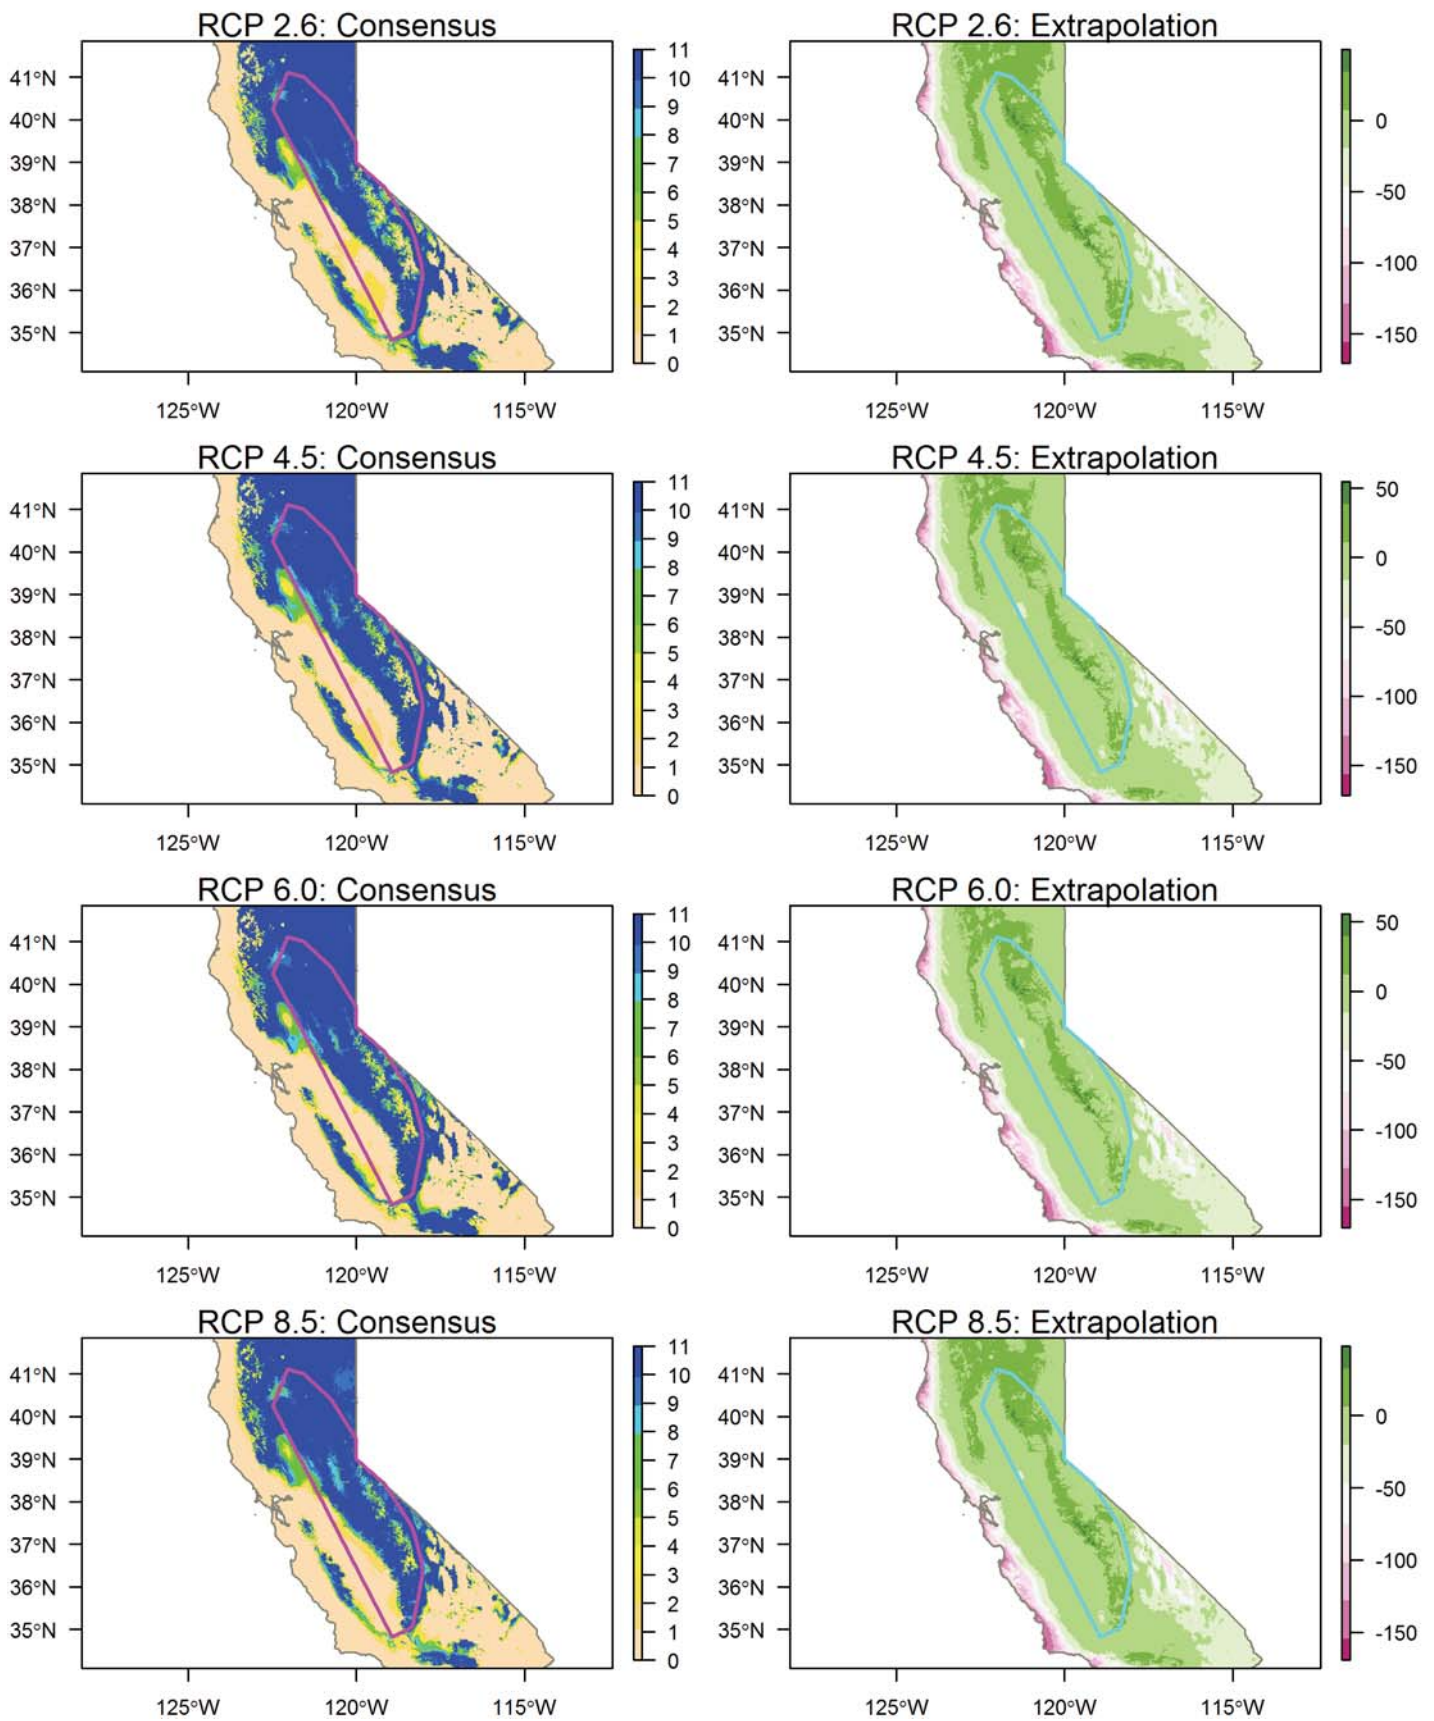 RCP 2.6: Consensus
RCP 2.6: Extrapolation
41°N
40°N
39°N
38°N
37°N
36°N
35°N
11
10
9
8
7
6
5
4
3
2
1
0
125°W 120°W 115°W
41°N
40°N
39°N
38°N
37°N
36°N
35°N
0
-50
-100
-150
125°W 120°W 115°W
RCP 4.5: Consensus
RCP 4.5: Extrapolation
41°N
40°N
39°N
38°N
37°N
36°N
35°N
11
10
9
8
7
6
5
4
3
2
1
0
125°W 120°W 115°W
41°N
40°N
39°N
38°N
37°N
36°N
35°N
50
0
-50
-100
-150
125°W 120°W 115°W
RCP 6.0: Consensus
RCP 6.0: Extrapolation
41°N
40°N
39°N
38°N
37°N
36°N
35°N
11
10
9
8
7
6
5
4
3
2
1
0
125°W 120°W 115°W
41°N
40°N
39°N
38°N
37°N
36°N
35°N
50
0
-50
-100
-150
125°W 120°W 115°W
RCP 8.5: Consensus
RCP 8.5: Extrapolation
41°N
40°N
39°N
38°N
37°N
36°N
35°N
11
10
9
8
7
6
5
4
3
2
1
0
125°W 120°W 115°W
41°N
40°N
39°N
38°N
37°N
36°N
35°N
0
-50
-100
-150
125°W 120°W 115°W